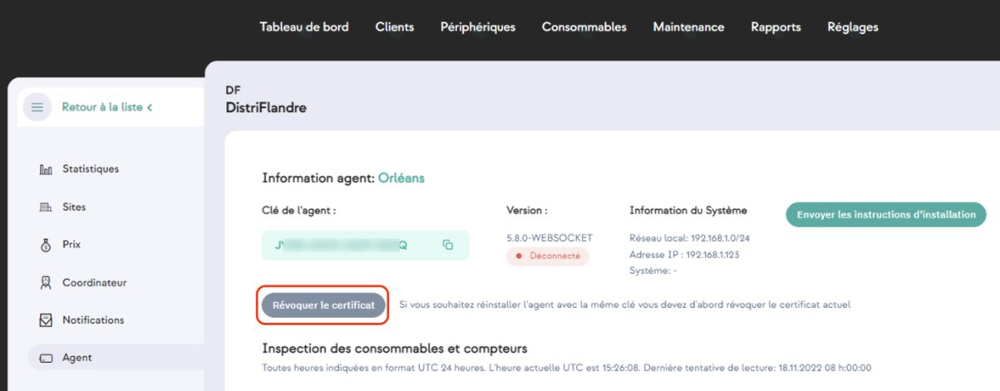 Tableau de bord Clients Périphériques Consommables Maintenance Rapports Réglages
DF
DistriFlandre
Retour à la liste <
Statistiques
Sites
Prix
Coordinateur
Notifications
Agent
Information agent: Orléans
Clé de l'agent :
Version :
5.8.0-WEBSOCKET
Déconnecté
Information du Système
Réseau local: 192.168.1.0/24
Adresse IP : 192.168.1.123
Système: -
Envoyer les instructions d'installation
Révoquer le certificat
Si vous souhaitez réinstaller l'agent avec la même clé vous devez d'abord révoquer le certificat actuel
Inspection des consommables et compteurs
Toutes heures indiquées en format UTC 24 heures. L'heure actuelle UTC est 15:26:08. Dernière tentative de lecture: 18.11.2022 08 h:00:00